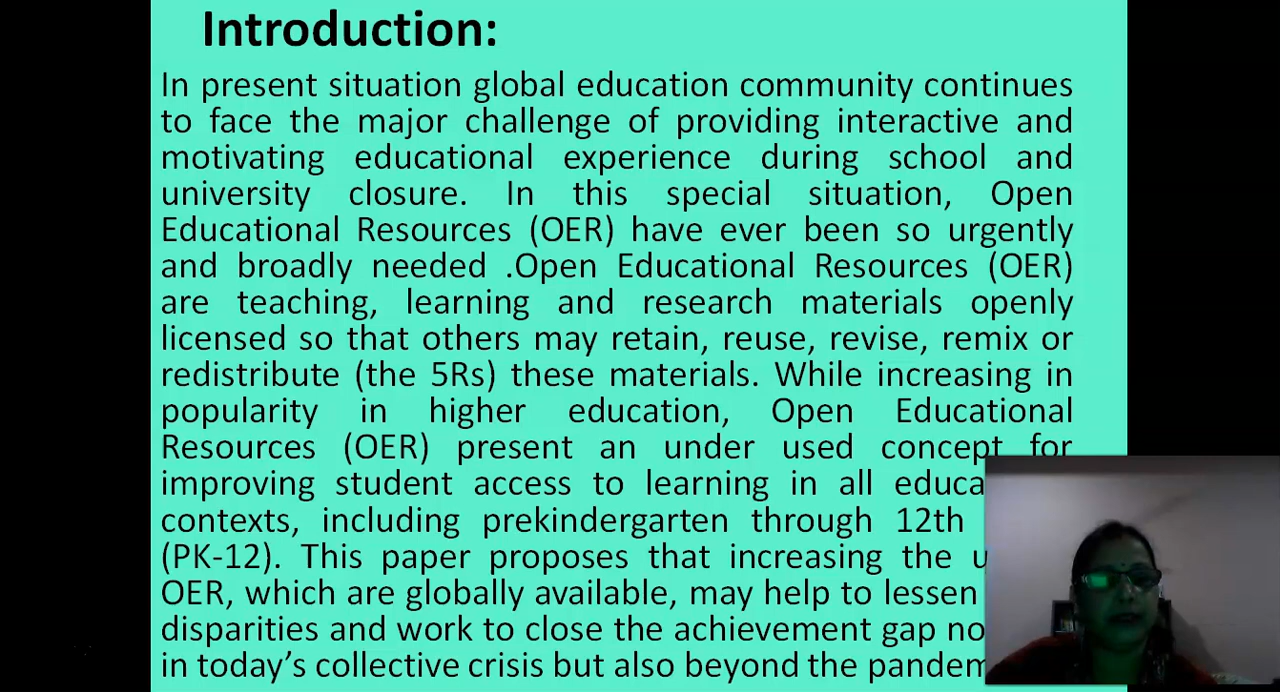 Introduction:
In present situation global education community continues
to face the major challenge of providing interactive and
motivating educational experience during school and
university closure. In this special situation, Open
Educational Resources (OER) have ever been so urgently
and broadly needed .Open Educational Resources (OER)
are teaching, learning and research materials openly
licensed so that others may retain, reuse, revise, remix or
redistribute (the 5Rs) these materials. While increasing in
popularity in higher education, Open Educational
Resources (OER) present an under used concept for
improving student access to learning in all educa
contexts, including prekindergarten through 12th
(PK-12). This paper proposes that increasing the u
OER, which are globally available, may help to lessen
disparities and work to close the achievement gap no
in today’s collective crisis but also beyond the pandem